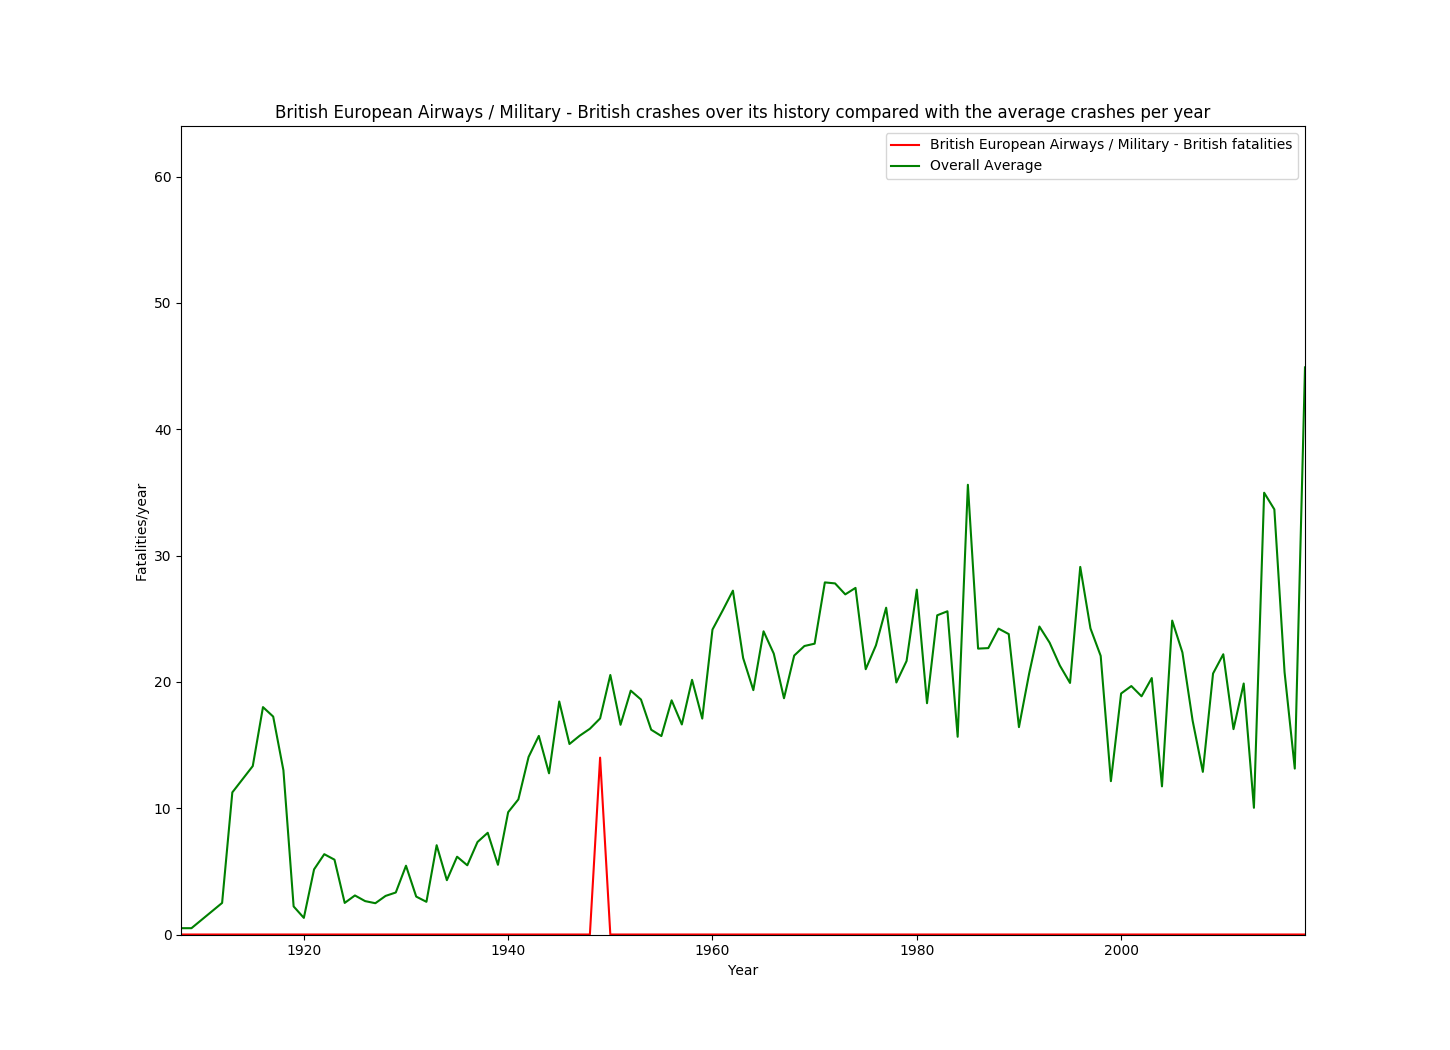 British European Airways / Military - British crashes over its history compared with the average crashes per year
British European Airways / Military - British fatalities
Overall Average
60
50
40
30
20
10
0
Fatalities/year
1920 1940 1960 1980 2000
Year